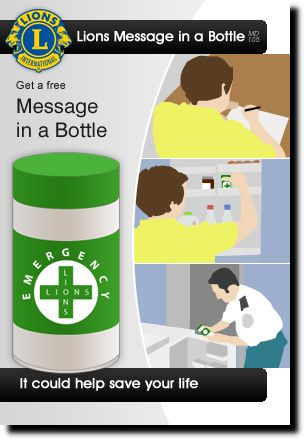 LIONS
L
INTERNATIONAL
Lions Message in a Bottle MD
105
Get a free
Message
in a Bottle
EMERGENCY
LIONS
LIONS
It could help save your life